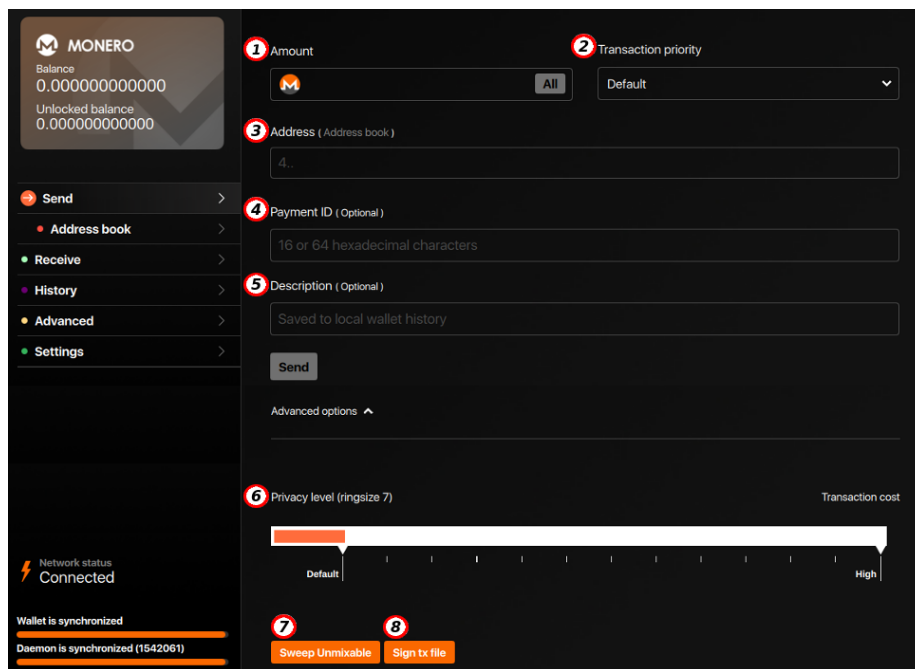 MONERO
Balance
0.000000000000
Unlocked balance
0.000000000000
Send
Address book
Receive
History
Advanced
Settings
Network status
Connected
Wallet is synchronized
Daemon is synchronized (1542061)
1 Amount
All
2 Transaction priority
Default
3 Address ( Address book )
4..
4 Payment ID ( Optional )
16 or 64 hexadecimal characters
5 Description ( Optional )
Saved to local wallet history
Send
Advanced options
6 Privacy level (ringsize 7) Transaction cost
Default High
7 8
Sweep Unmixable Sign tx file